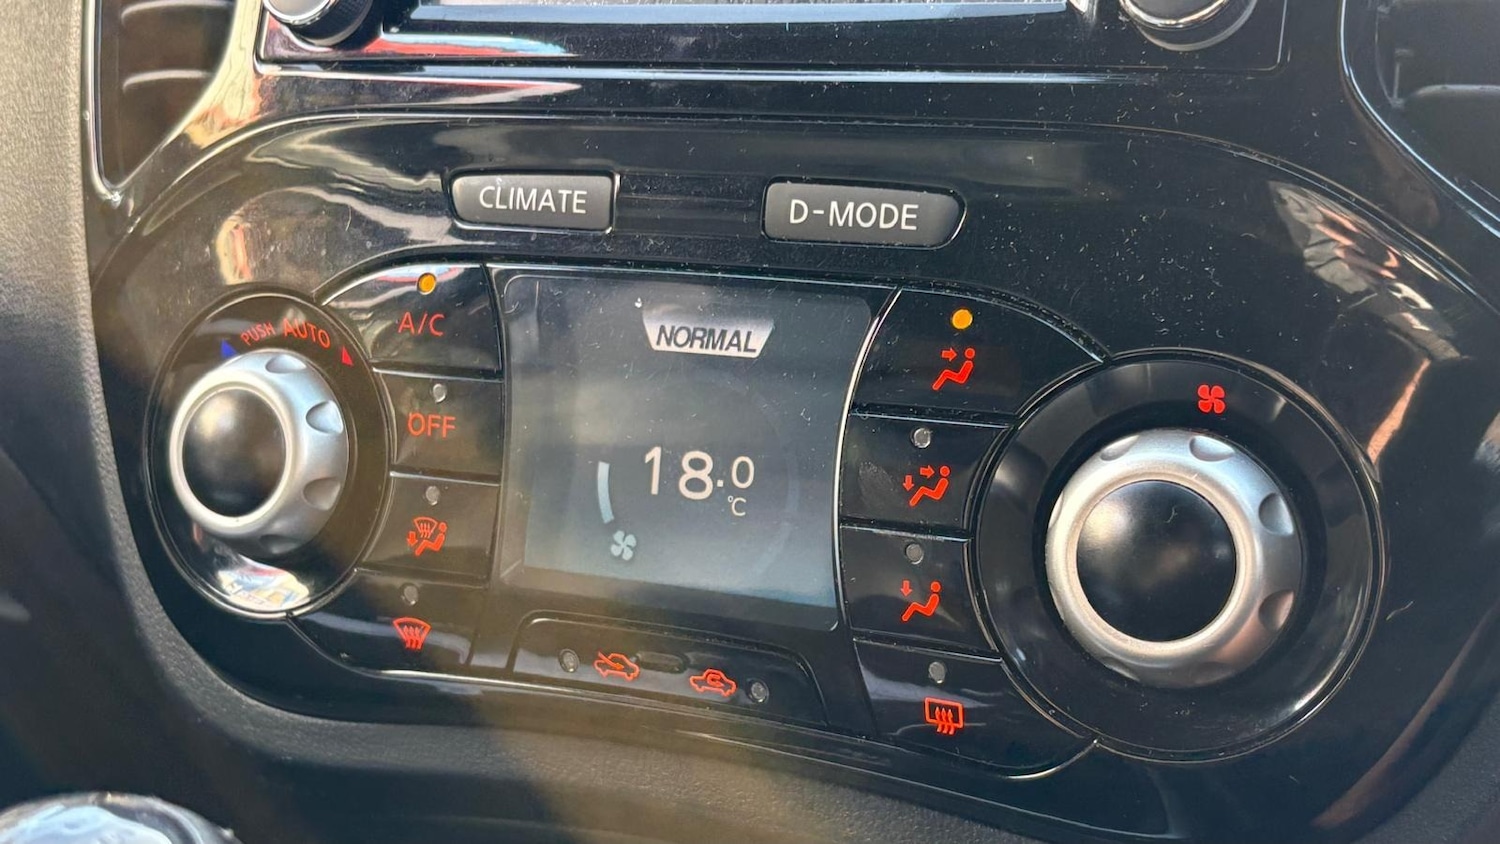 CLIMATE
D-MODE
PUSH AUTO
A/C
OFF
NORMAL
18.0
°C